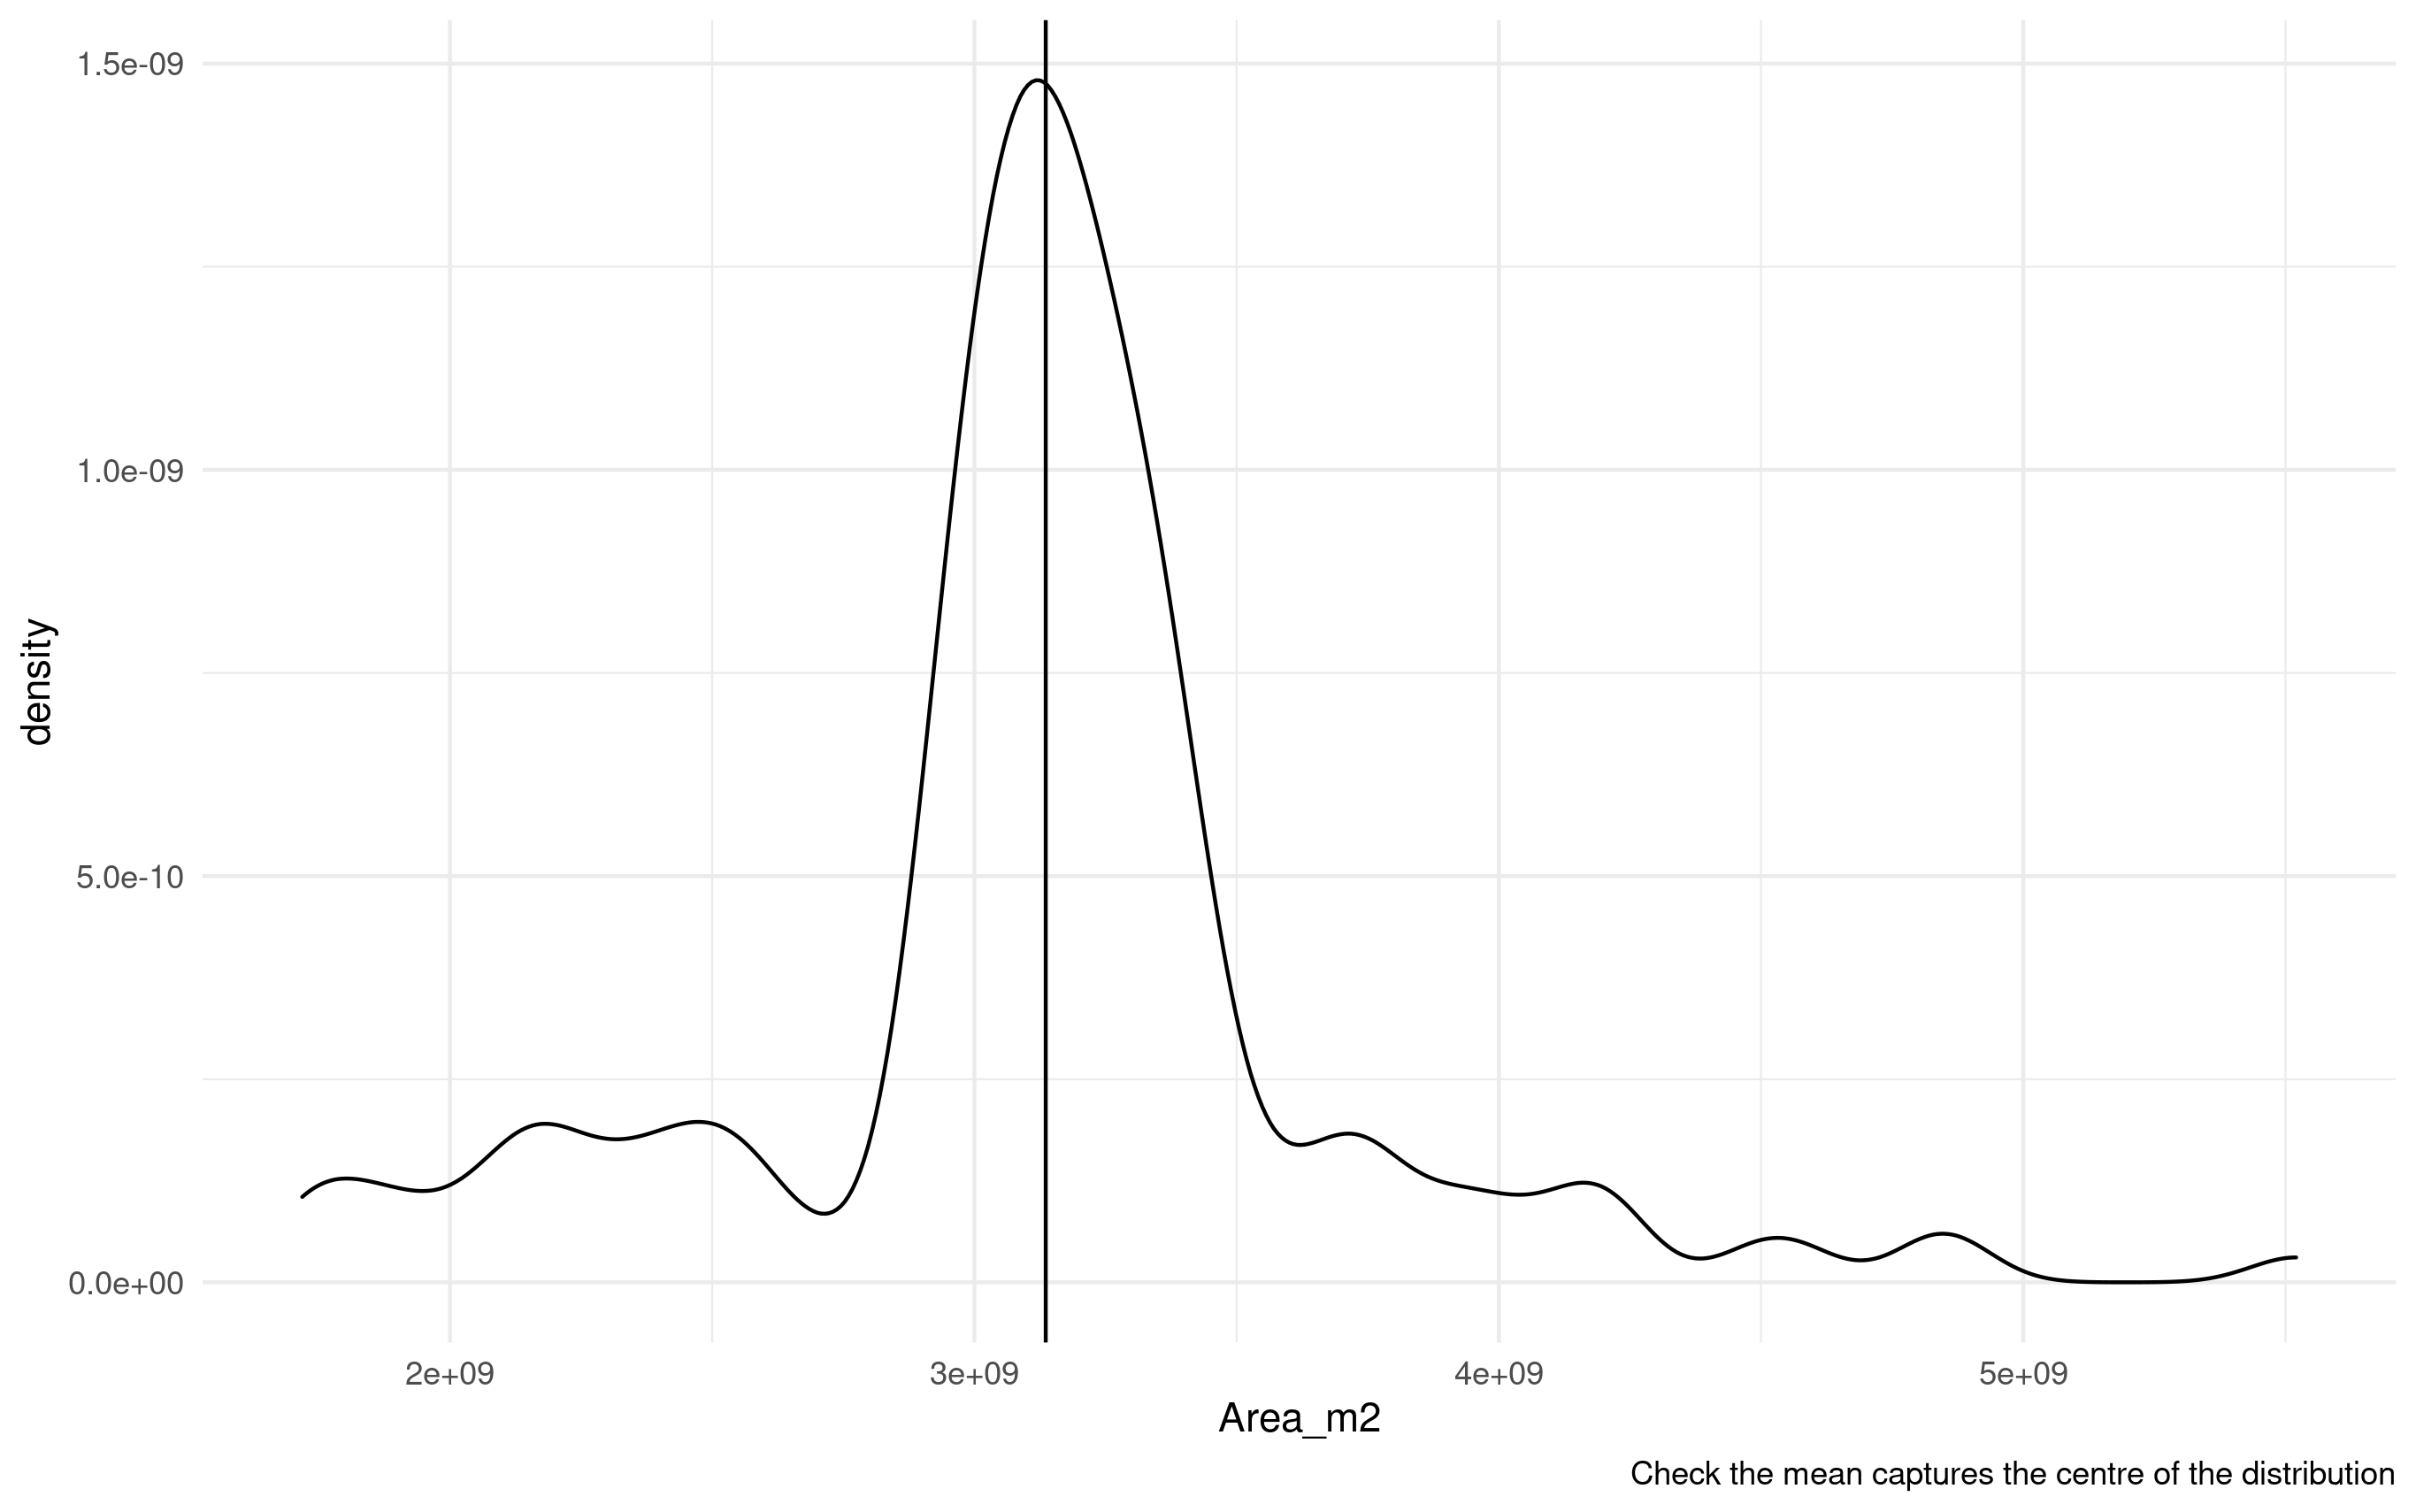 1.5e-09
1.0e-09
5.0e-10
0.0e+00
density
2e+09 3e+09 4e+09 5e+09
Area_m2
Check the mean captures the centre of the distribution